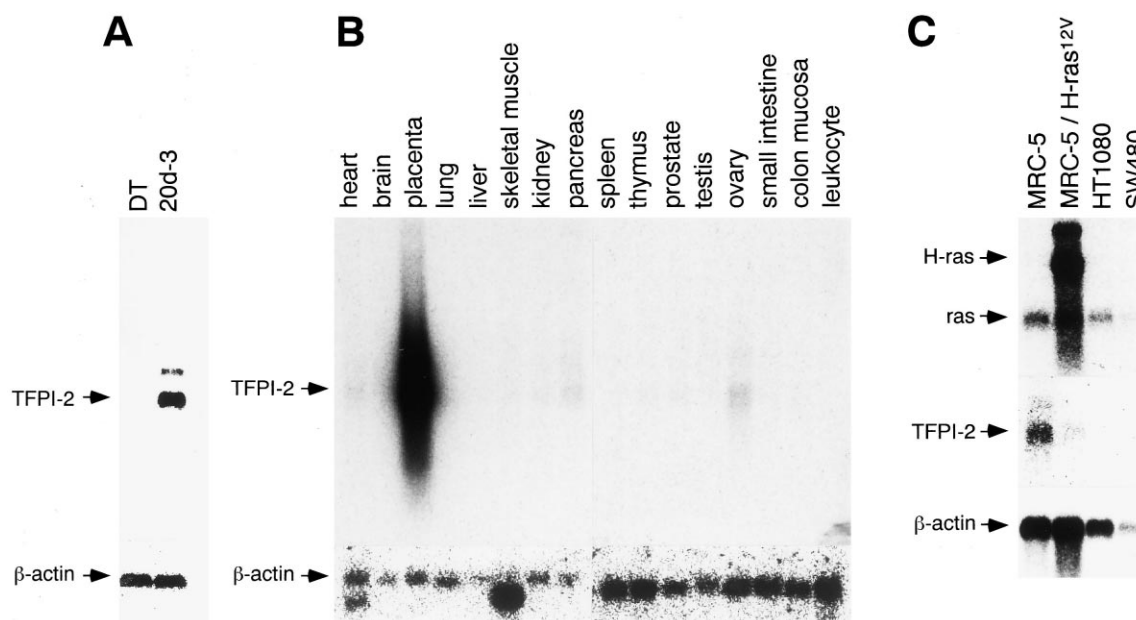 A
DT
20d-3
TFPI-2
β-actin
B
heart
brain
placenta
lung
liver
skeletal muscle
kidney
pancreas
spleen
thymus
prostate
testis
ovary
small intestine
colon mucosa
leukocyte
TFPI-2
β-actin
C
MRC-5
MRC-5 / H-ras12V
HT1080
SW480
H-ras
ras
TFPI-2
β-actin